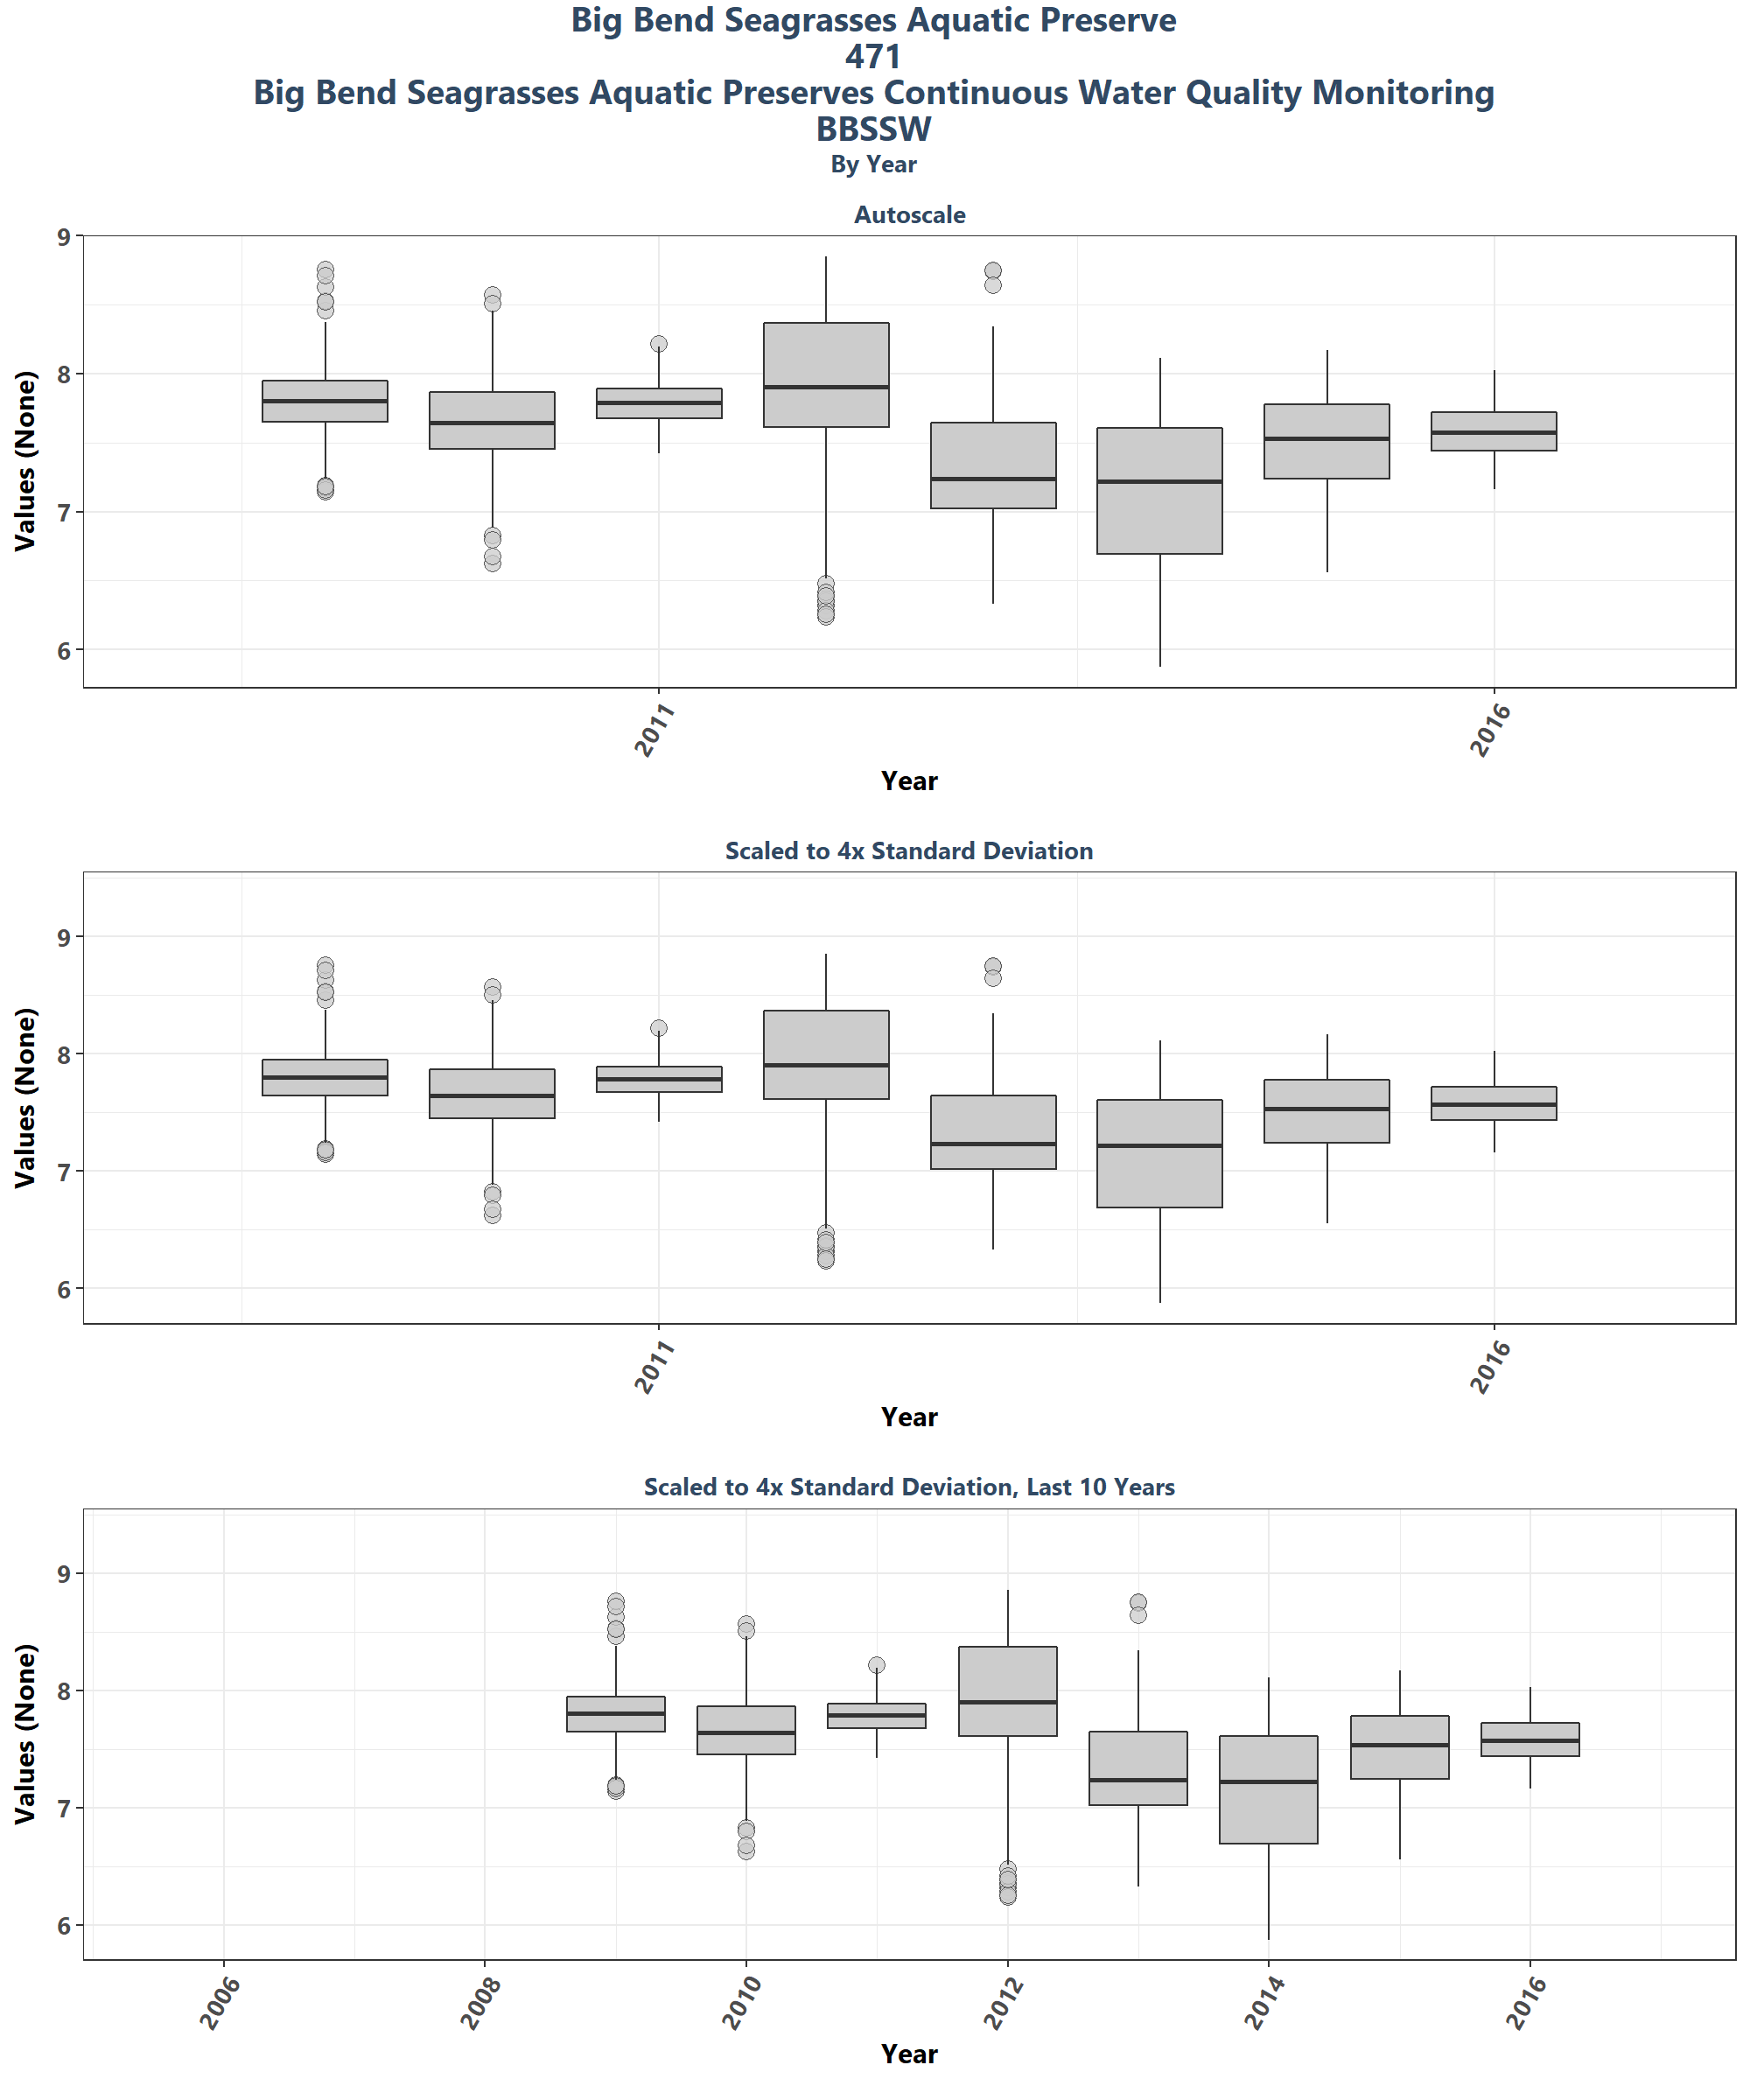 Big Bend Seagrasses Aquatic Preserve
471
Big Bend Seagrasses Aquatic Preserves Continuous Water Quality Monitoring
BBSSW
By Year
Autoscale
Values (None)
9
8
7
6
2011
2016
Year
Scaled to 4x Standard Deviation
Values (None)
9
8
7
6
2011
2016
Year
Scaled to 4x Standard Deviation, Last 10 Years
Values (None)
9
8
7
6
2006
2008
2010
2012
2014
2016
Year